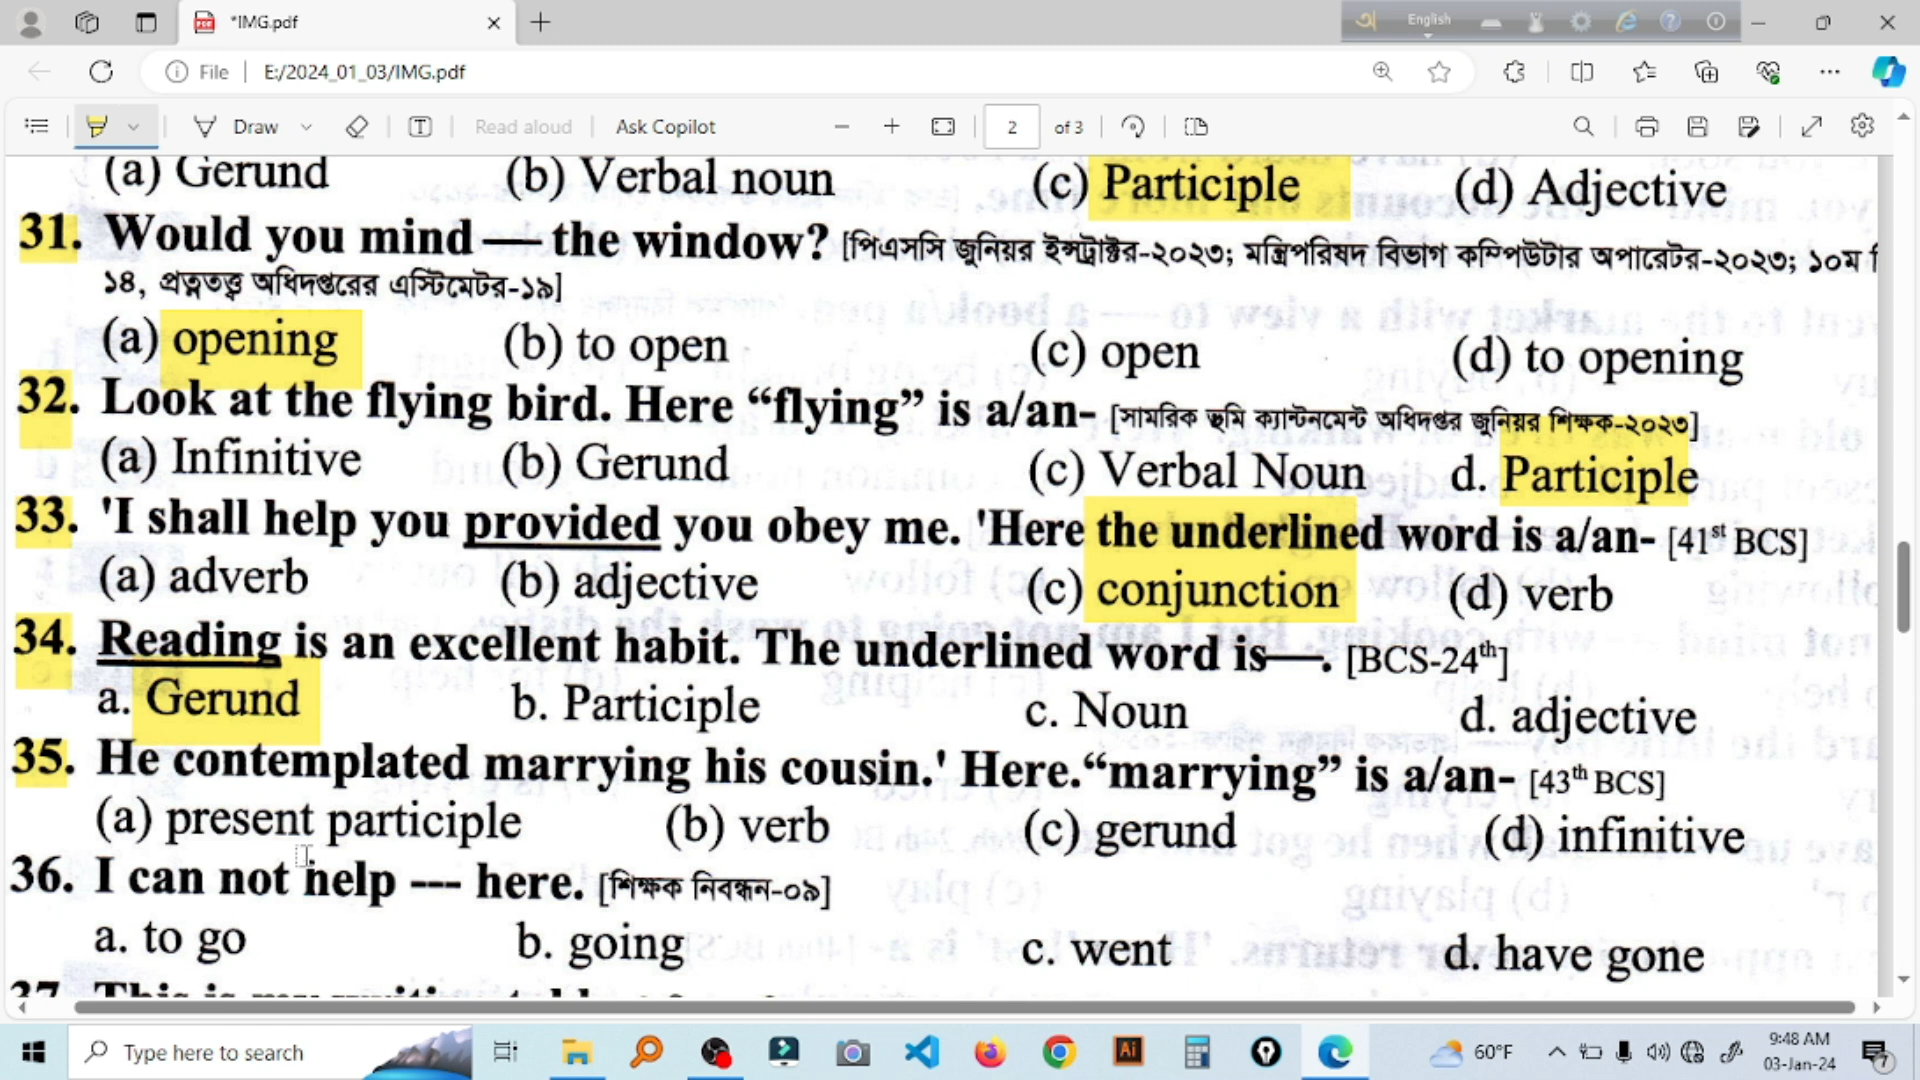 *IMG.pdf
English
File E:/2024_01_03/IMG.pdf
Draw Read aloud Ask Copilot 2 of 3
(a) Gerund (b) Verbal noun (c) Participle (d) Adjective
31. Would you mind — the window? [পিএসসি জুনিয়র ইন্সট্রাক্টর-২০২৩; মন্ত্রিপরিষদ বিভাগ কম্পিউটার অপারেটর-২০২৩; ১০ম
১৪, প্রত্নতত্ত্ব অধিদপ্তরের এস্টিমেটর-১৯]
(a) opening (b) to open (c) open (d) to opening
32. Look at the flying bird. Here “flying” is a/an- [সামরিক ভূমি ক্যান্টনমেন্ট অধিদপ্তর জুনিয়র শিক্ষক-২০২৩]
(a) Infinitive (b) Gerund (c) Verbal Noun d. Participle
33. 'I shall help you provided you obey me. 'Here the underlined word is a/an- [41st BCS]
(a) adverb (b) adjective (c) conjunction (d) verb
34. Reading is an excellent habit. The underlined word is—. [BCS-24th]
a. Gerund b. Participle c. Noun d. adjective
35. He contemplated marrying his cousin.' Here.“marrying” is a/an- [43th BCS]
(a) present participle (b) verb (c) gerund (d) infinitive
36. I can not help --- here. [শিক্ষক নিবন্ধন-০৯]
a. to go b. going c. went d. have gone
Type here to search
60°F
9:48 AM
03-Jan-24
7